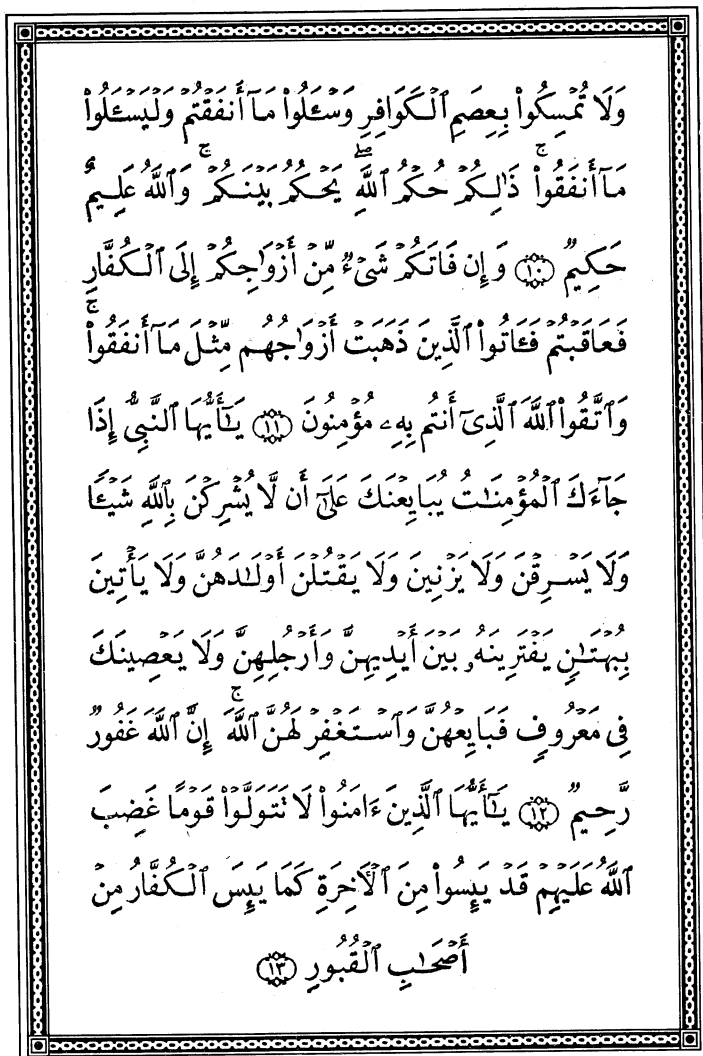 وَلَا تُمۡسِكُواْ بِعِصَمِ ٱلۡكَوَافِرِ وَسۡـَٔلُواْ مَآ أَنفَقۡتُمۡ وَلۡيَسۡـَٔلُواْ
مَآ أَنفَقُواْۚ ذَٰلِكُمۡ حُكۡمُ ٱللَّهِۖ يَحۡكُمُ بَيۡنَكُمۡۚ وَٱللَّهُ عَلِيمٌ
حَكِيمٞ ١٠ وَإِن فَاتَكُمۡ شَيۡءٞ مِّنۡ أَزۡوَٰجِكُمۡ إِلَى ٱلۡكُفَّارِ
فَعَاقَبۡتُمۡ فَـَٔاتُواْ ٱلَّذِينَ ذَهَبَتۡ أَزۡوَٰجُهُم مِّثۡلَ مَآ أَنفَقُواْۚ
وَٱتَّقُواْ ٱللَّهَ ٱلَّذِيٓ أَنتُم بِهِۦ مُؤۡمِنُونَ ١١ يَـٰٓأَيُّهَا ٱلنَّبِيُّ إِذَا
جَآءَكَ ٱلۡمُؤۡمِنَٰتُ يُبَايِعۡنَكَ عَلَىٰٓ أَن لَّا يُشۡرِكۡنَ بِٱللَّهِ شَيۡـٔٗا
وَلَا يَسۡرِقۡنَ وَلَا يَزۡنِينَ وَلَا يَقۡتُلۡنَ أَوۡلَٰدَهُنَّ وَلَا يَأۡتِينَ
بِبُهۡتَٰنٖ يَفۡتَرِينَهُۥ بَيۡنَ أَيۡدِيهِنَّ وَأَرۡجُلِهِنَّ وَلَا يَعۡصِينَكَ
فِي مَعۡرُوفٖ فَبَايِعۡهُنَّ وَٱسۡتَغۡفِرۡ لَهُنَّ ٱللَّهَۚ إِنَّ ٱللَّهَ غَفُورٞ
رَّحِيمٞ ١٢ يَـٰٓأَيُّهَا ٱلَّذِينَ ءَامَنُواْ لَا تَتَوَلَّوۡاْ قَوۡمًا غَضِبَ
ٱللَّهُ عَلَيۡهِمۡ قَدۡ يَئِسُواْ مِنَ ٱلۡأٓخِرَةِ كَمَا يَئِسَ ٱلۡكُفَّارُ مِنۡ
أَصۡحَٰبِ ٱلۡقُبُورِ ١٣